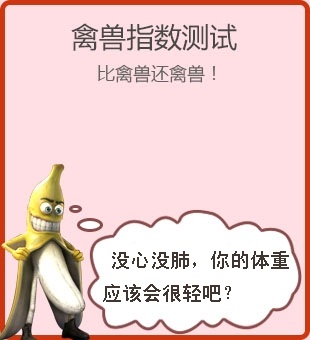 禽兽指数测试
比禽兽还禽兽！
没心没肺，你的体重
应该会很轻吧？